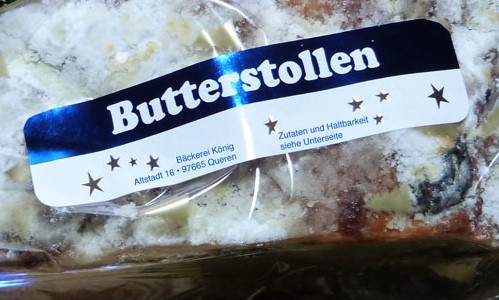 Butterstollen
Bäckerei König
Altstadt 16 • 97665 Queren
Zutaten und Haltbarkeit
siehe Unterseite